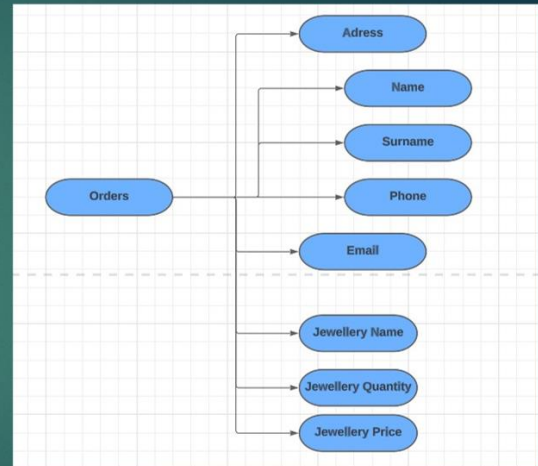 Adress
Name
Surname
Orders
Phone
Email
Jewellery Name
Jewellery Quantity
Jewellery Price